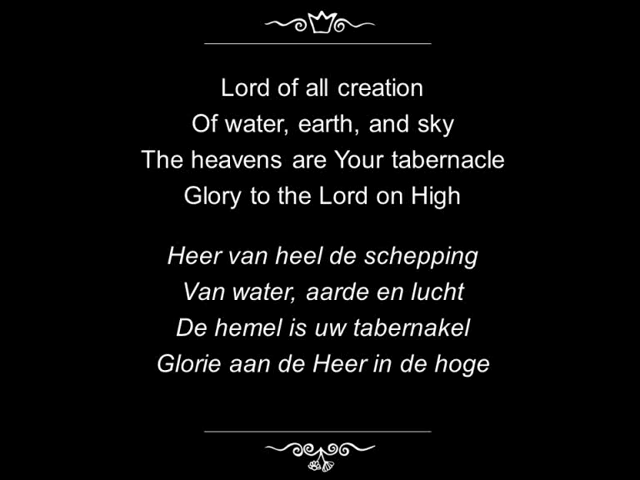 Lord of all creation
Of water, earth, and sky
The heavens are Your tabernacle
Glory to the Lord on High
Heer van heel de schepping
Van water, aarde en lucht
De hemel is uw tabernakel
Glorie aan de Heer in de hoge